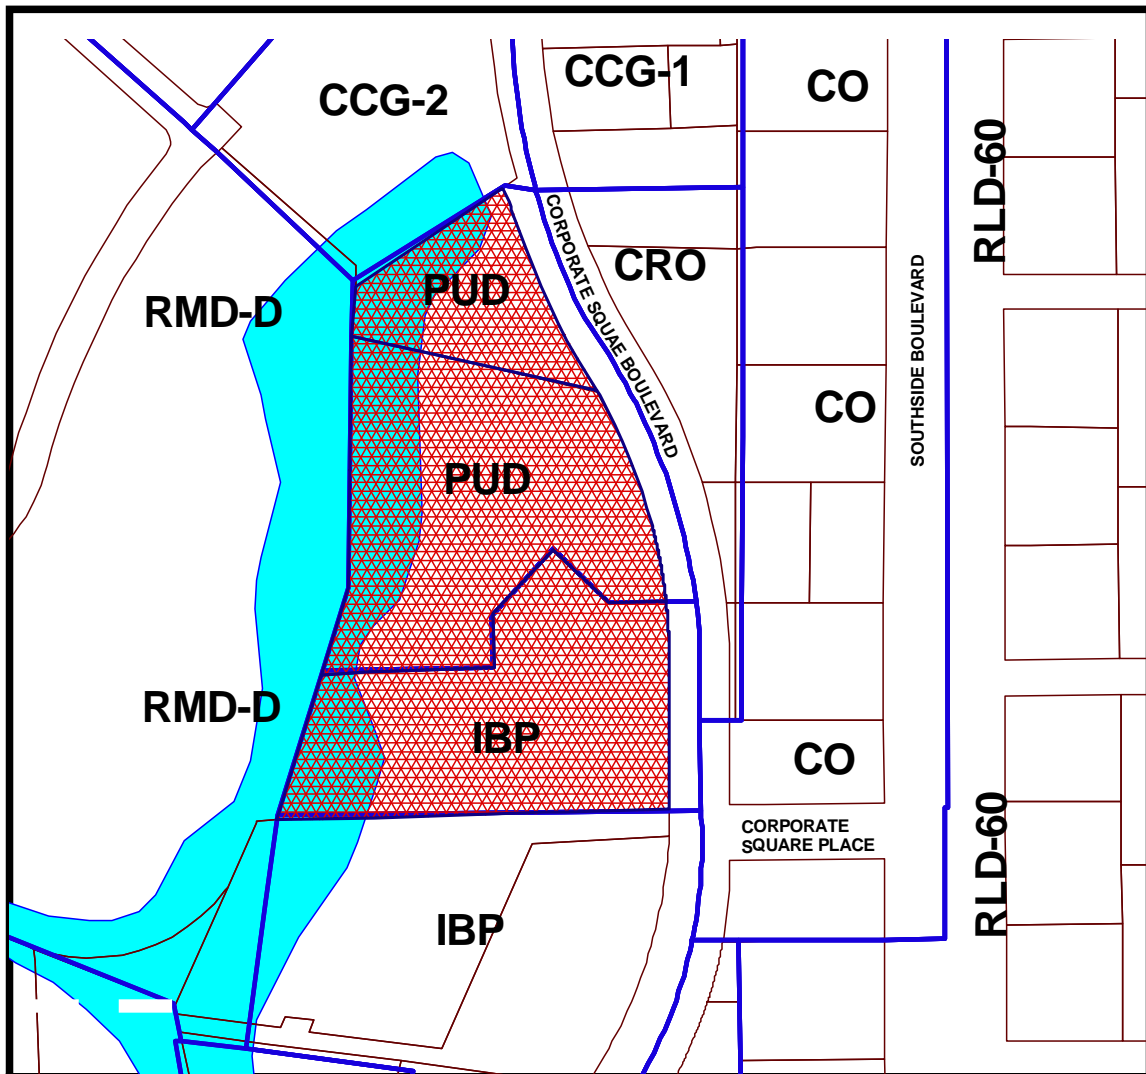 CCG-2
CCG-1
CO
RLD-60
RMD-D
PUD
CRO
CORPORATE SQUAE BOULEVARD
SOUTHSIDE BOULEVARD
CO
PUD
RMD-D
IBP
CO
CORPORATE
SQUARE PLACE
RLD-60
IBP